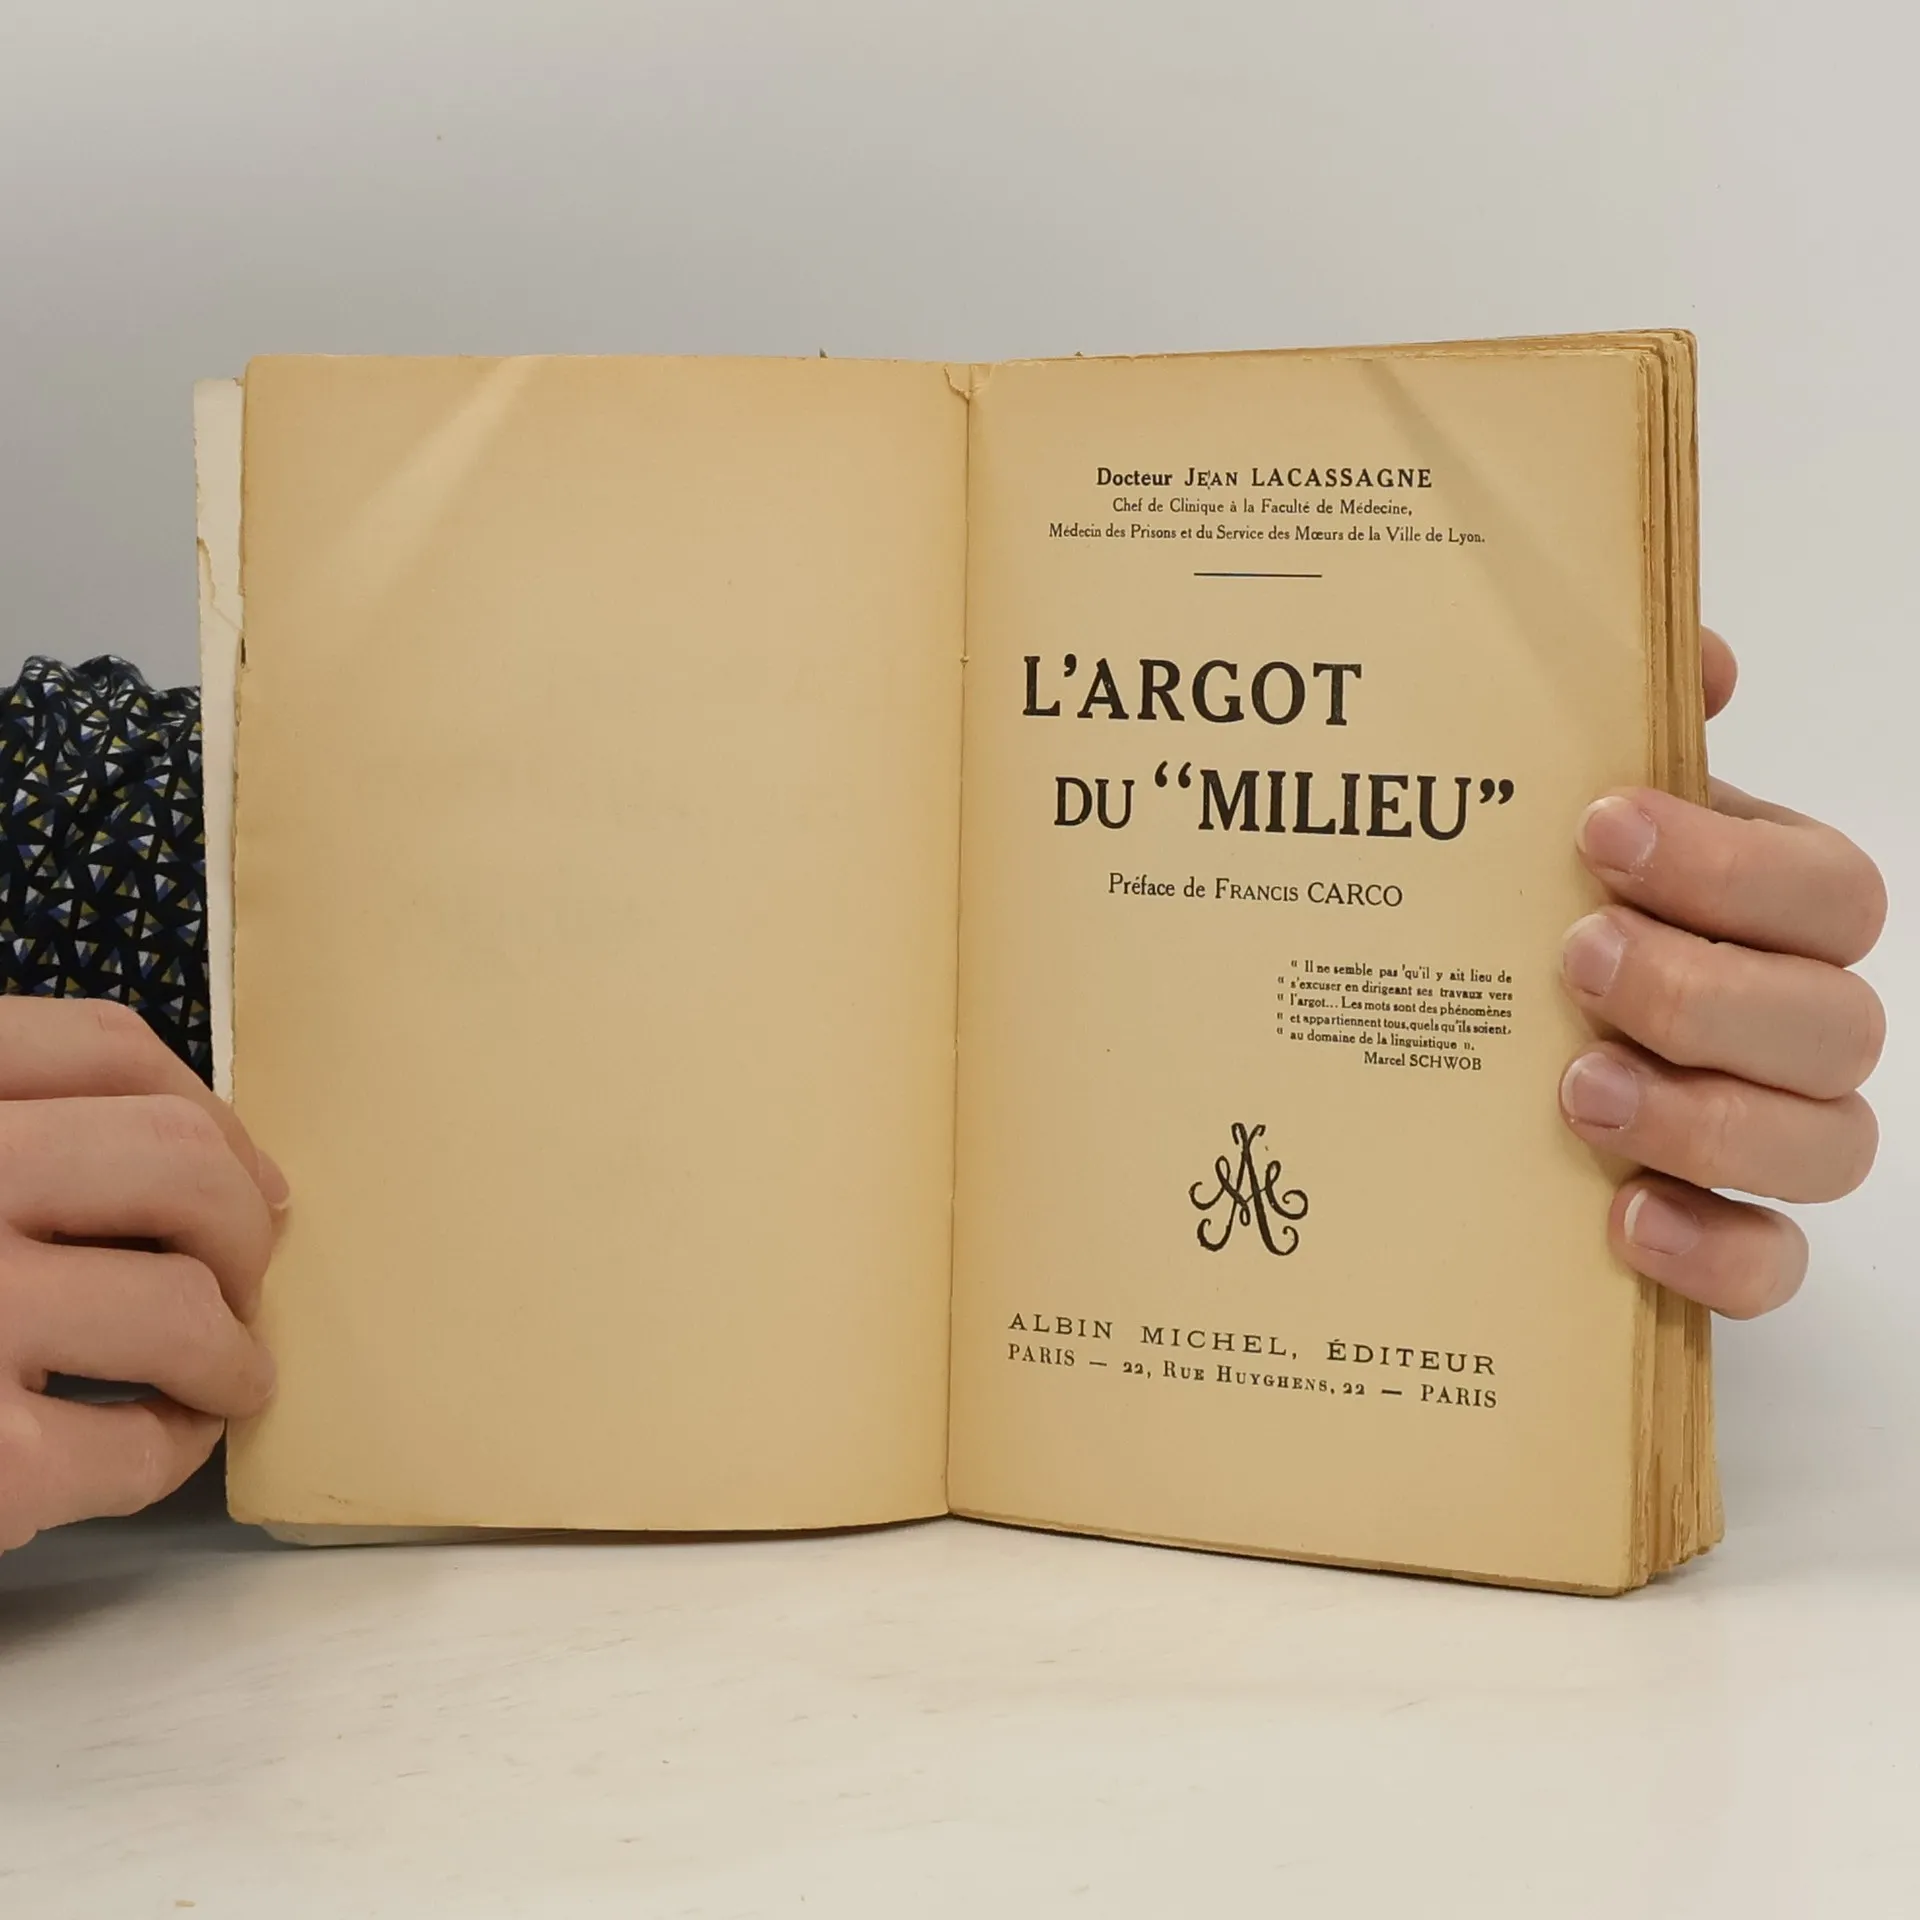 Docteur JEAN LACASSAGNE
Chef de Clinique à la Faculté de Médecine,
Médecin des Prisons et du Service des Mœurs de la Ville de Lyon.
L'ARGOT
DU “MILIEU”
Préface de FRANCIS CARCO
“ Il ne semble pas qu'il y ait lieu de
“ s'excuser en dirigeant ses travaux vers
“ l'argot... Les mots sont des phénomènes
“ et appartiennent tous, quels qu'ils soient,
“ au domaine de la linguistique ».
Marcel SCHWOB
AM
ALBIN MICHEL, ÉDITEUR
PARIS — 22, RUE HUYGHENS, 22 — PARIS